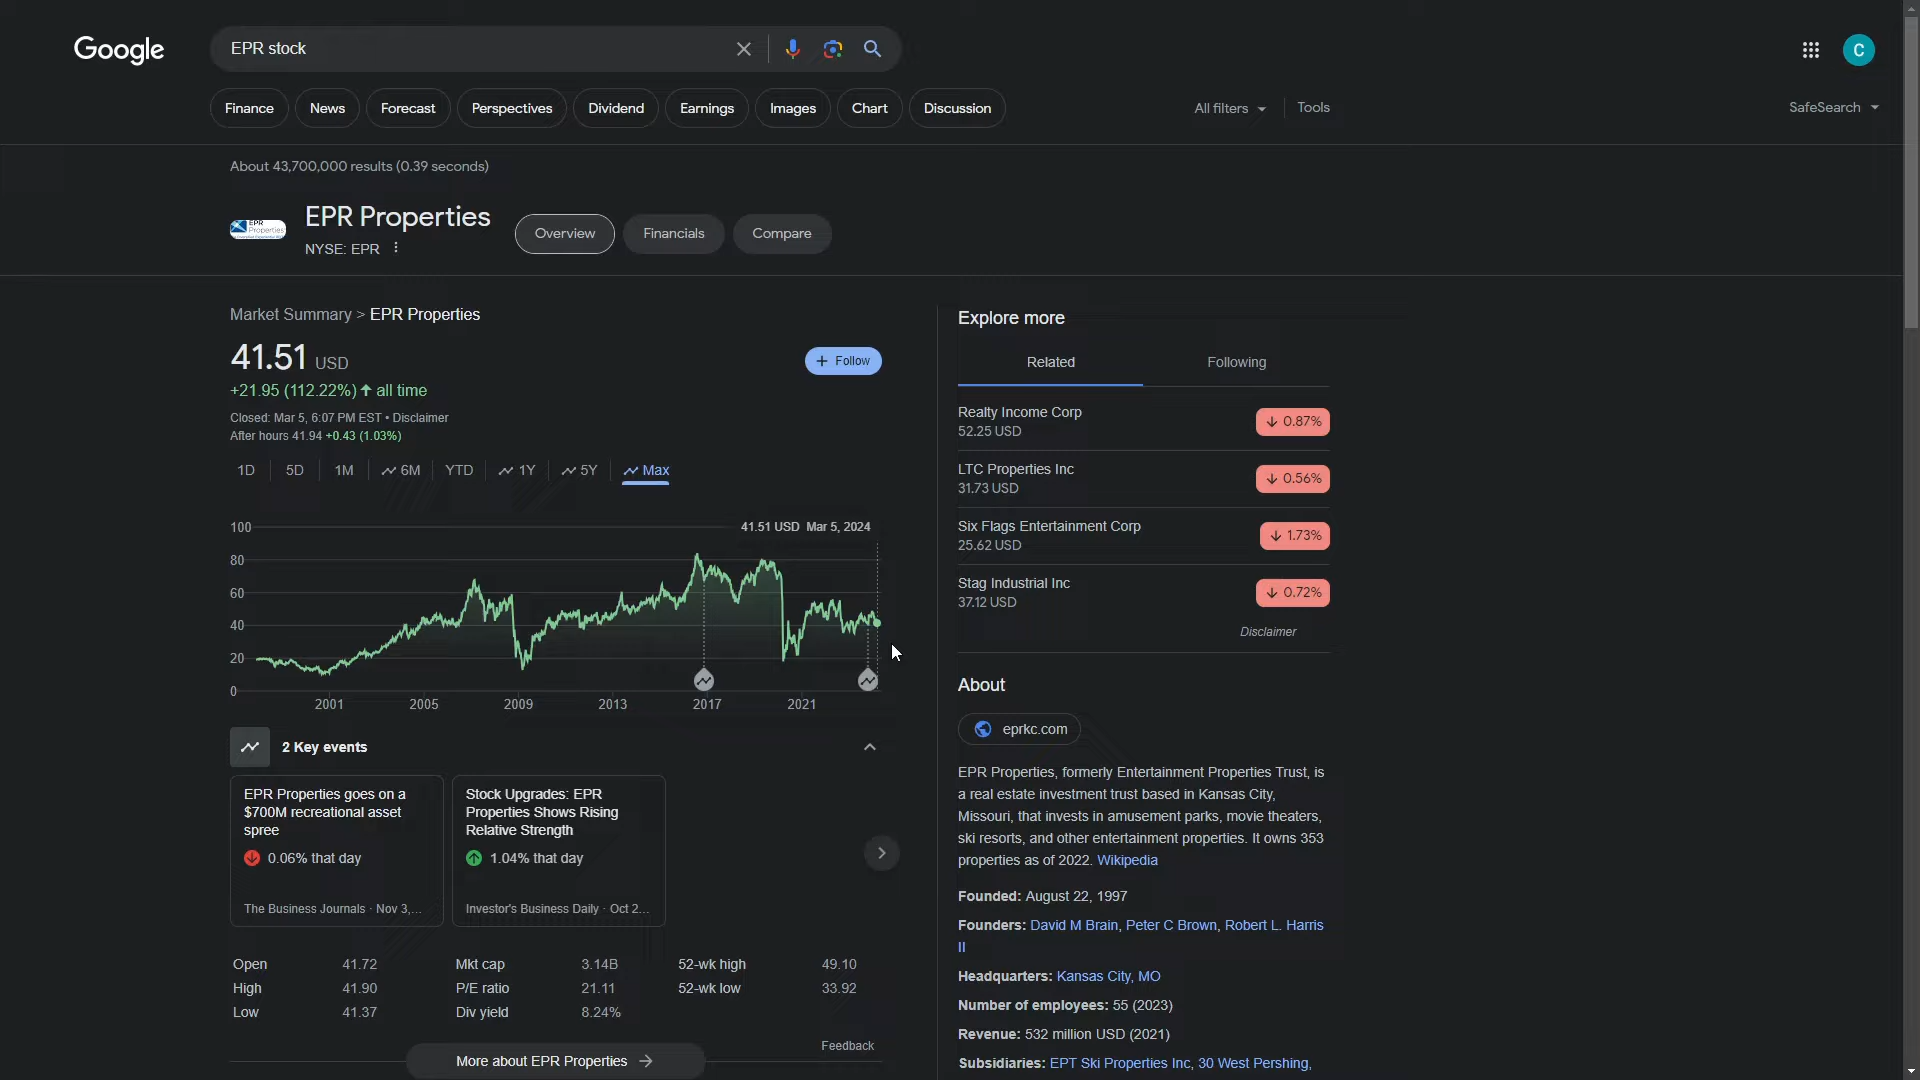 Google
EPR stock
Finance
News
Forecast
Perspectives
Dividend
Earnings
Images
Chart
Discussion
All filters
Tools
SafeSearch
C
About 43,700,000 results (0.39 seconds)
EPR
Properties
EPR Properties
NYSE: EPR
Overview
Financials
Compare
Market Summary > EPR Properties
41.51 USD
+21.95 (112.22%) all time
Closed: Mar 5, 6:07 PM EST • Disclaimer
After hours 41.94 +0.43 (1.03%)
+ Follow
1D
5D
1M
6M
YTD
1Y
5Y
Max
41.51 USD Mar 5, 2024
100
80
60
40
20
0
2001
2005
2009
2013
2017
2021
2 Key events
EPR Properties goes on a
$700M recreational asset
spree
0.06% that day
The Business Journals · Nov 3,...
Stock Upgrades: EPR
Properties Shows Rising
Relative Strength
1.04% that day
Investor's Business Daily · Oct 2...
Open 41.72 Mkt cap 3.14B 52-wk high 49.10
High 41.90 P/E ratio 21.11 52-wk low 33.92
Low 41.37 Div yield 8.24%
Feedback
More about EPR Properties
Explore more
Related
Following
Realty Income Corp
52.25 USD
0.87%
LTC Properties Inc
31.73 USD
0.56%
Six Flags Entertainment Corp
25.62 USD
1.73%
Stag Industrial Inc
37.12 USD
0.72%
Disclaimer
About
eprkc.com
EPR Properties, formerly Entertainment Properties Trust, is
a real estate investment trust based in Kansas City,
Missouri, that invests in amusement parks, movie theaters,
ski resorts, and other entertainment properties. It owns 353
properties as of 2022. Wikipedia
Founded: August 22, 1997
Founders: David M Brain, Peter C Brown, Robert L. Harris
II
Headquarters: Kansas City, MO
Number of employees: 55 (2023)
Revenue: 532 million USD (2021)
Subsidiaries: EPT Ski Properties Inc, 30 West Pershing,